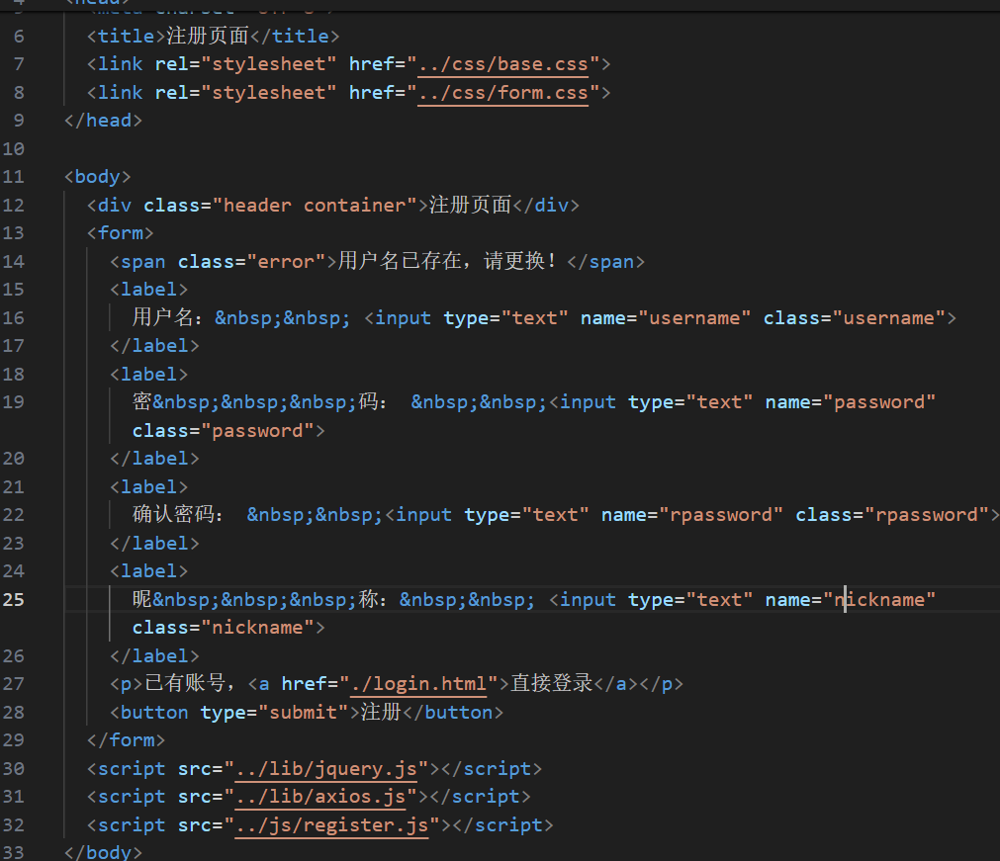 4 <head>
5 <meta charset="UTF-8">
6 <title>注册页面</title>
7 <link rel="stylesheet" href="../css/base.css">
8 <link rel="stylesheet" href="../css/form.css">
9 </head>
10
11 <body>
12 <div class="header container">注册页面</div>
13 <form>
14 <span class="error">用户名已存在，请更换！</span>
15 <label>
16 用户名：&nbsp;&nbsp; <input type="text" name="username" class="username">
17 </label>
18 <label>
19 密&nbsp;&nbsp;&nbsp;码： &nbsp;&nbsp;<input type="text" name="password"
class="password">
20 </label>
21 <label>
22 确认密码： &nbsp;&nbsp;<input type="text" name="rpassword" class="rpassword">
23 </label>
24 <label>
25 昵&nbsp;&nbsp;&nbsp;称：&nbsp;&nbsp; <input type="text" name="nickname"
class="nickname">
26 </label>
27 <p>已有账号，<a href="./login.html">直接登录</a></p>
28 <button type="submit">注册</button>
29 </form>
30 <script src="../lib/jquery.js"></script>
31 <script src="../lib/axios.js"></script>
32 <script src="../js/register.js"></script>
33 </body>